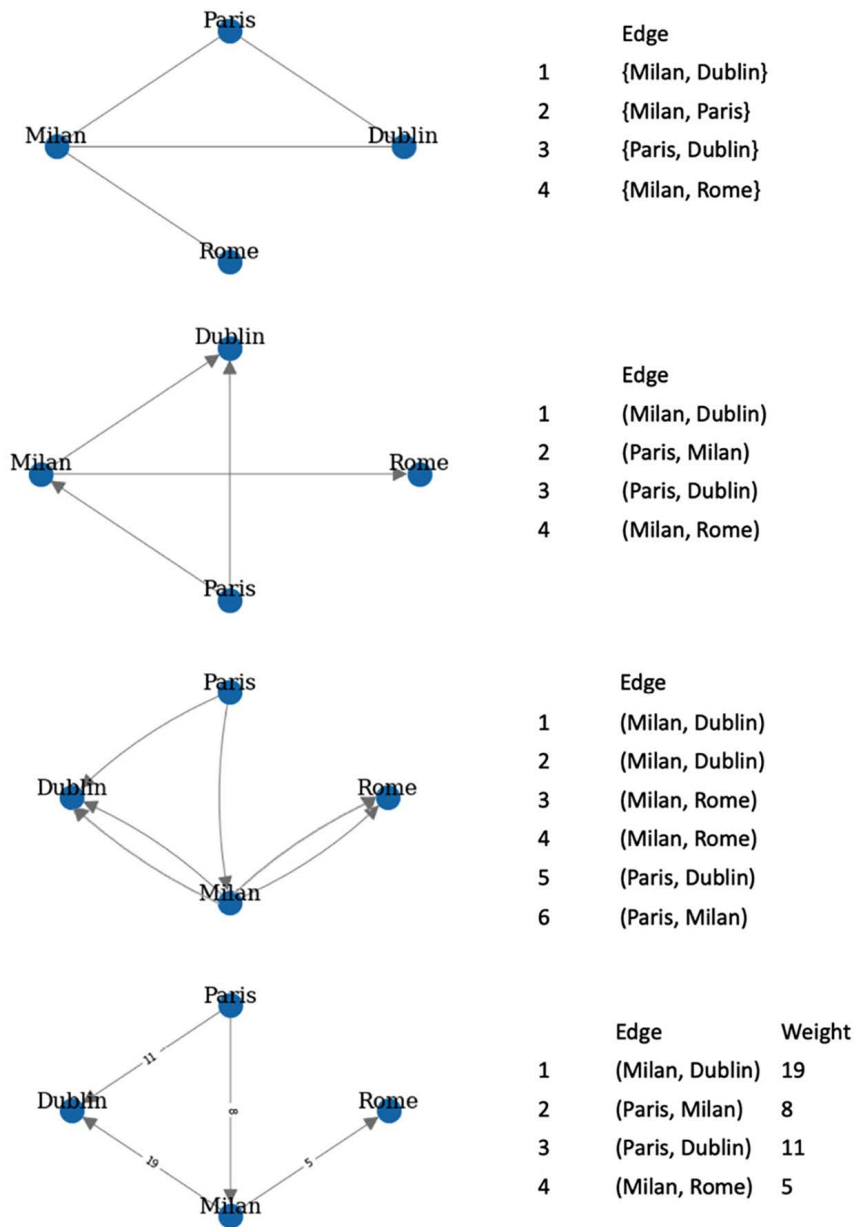 Paris
Milan
Dublin
Rome
Edge
1 {Milan, Dublin}
2 {Milan, Paris}
3 {Paris, Dublin}
4 {Milan, Rome}
Dublin
Milan
Rome
Paris
Edge
1 (Milan, Dublin)
2 (Paris, Milan)
3 (Paris, Dublin)
4 (Milan, Rome)
Paris
Dublin
Rome
Milan
Edge
1 (Milan, Dublin)
2 (Milan, Dublin)
3 (Milan, Rome)
4 (Milan, Rome)
5 (Paris, Dublin)
6 (Paris, Milan)
Paris
11
Dublin
8
Rome
19
5
Milan
Edge Weight
1 (Milan, Dublin) 19
2 (Paris, Milan) 8
3 (Paris, Dublin) 11
4 (Milan, Rome) 5